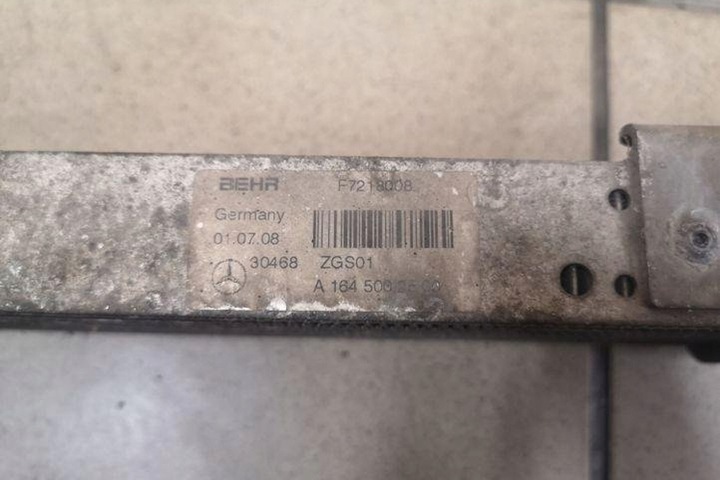 BEHR F7218008
Germany
01.07.08
30468 ZGS01
A 164 500